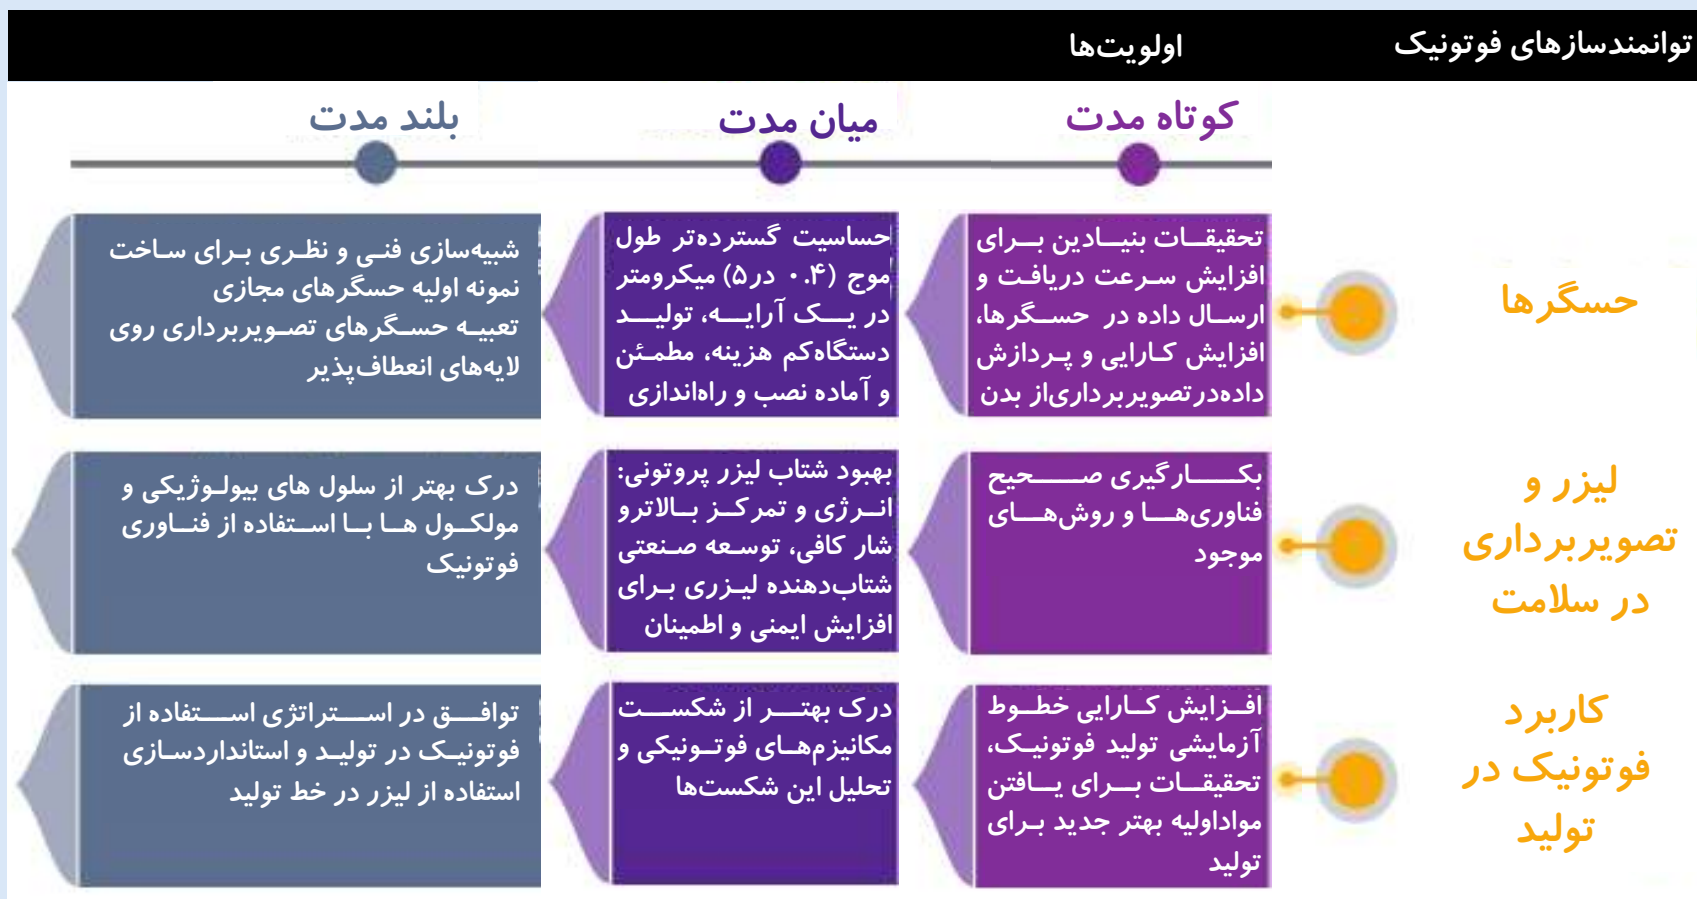 توانمندسازهای فوتونیک
اولویت‌ها
کوتاه مدت
میان مدت
بلند مدت
حسگرها
تحقیقات بنیادین برای
افزایش سرعت دریافت و
ارسال داده در حسگرها،
افزایش کارایی و پردازش
داده‌در‌تصویربرداری‌از بدن
حساسیت گسترده‌تر طول
موج (۰.۴ در۵) میکرومتر
در یک آرایه، تولید
دستگاه‌کم هزینه، مطمئن
و آماده نصب و راه‌اندازی
شبیه‌سازی فنی و نظری برای ساخت
نمونه اولیه حسگرهای مجازی
تعبیه حسگرهای تصویربرداری روی
لایه‌های انعطاف‌پذیر
لیزر و
تصویربرداری
در سلامت
بکارگیری صحیح
فناوری‌ها و روش‌های
موجود
بهبود شتاب لیزر پروتونی:
انرژی و تمرکز بالاترو
شار کافی، توسعه صنعتی
شتاب‌دهنده لیزری برای
افزایش ایمنی و اطمینان
درک بهتر از سلول های بیولوژیکی و
مولکول ها با استفاده از فناوری
فوتونیک
کاربرد
فوتونیک در
تولید
افزایش کارایی خطوط
آزمایشی تولید فوتونیک،
تحقیقات برای یافتن
مواداولیه بهتر جدید برای
تولید
درک بهتر از شکست
مکانیزم‌های فوتونیکی و
تحلیل این شکست‌ها
توافق در استراتژی استفاده از
فوتونیک در تولید و استانداردسازی
استفاده از لیزر در خط تولید